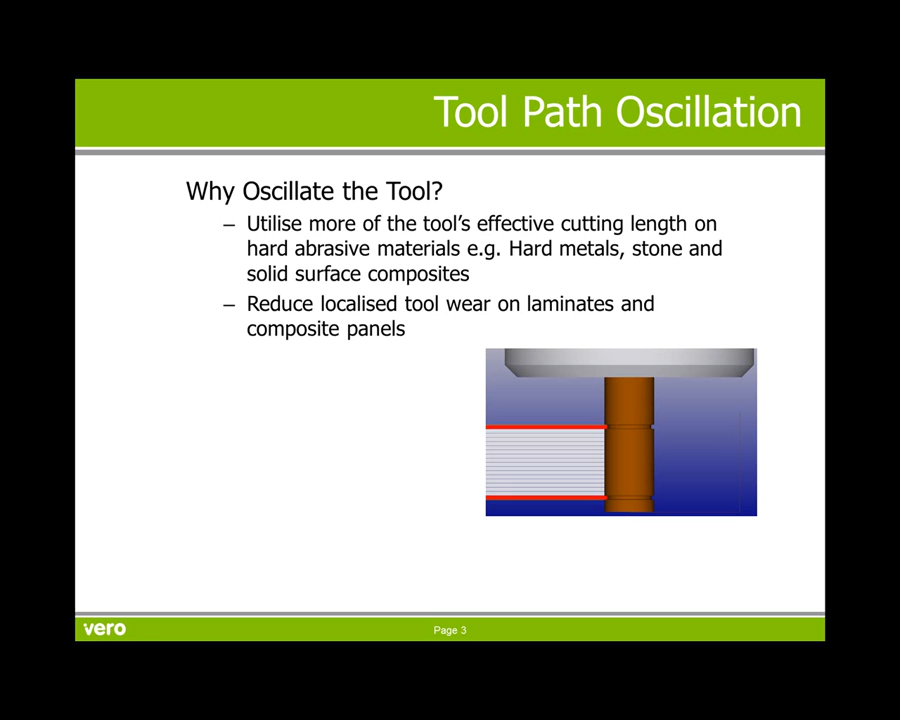 Tool Path Oscillation
Why Oscillate the Tool?
– Utilise more of the tool's effective cutting length on
hard abrasive materials e.g. Hard metals, stone and
solid surface composites
– Reduce localised tool wear on laminates and
composite panels
vero
Page 3